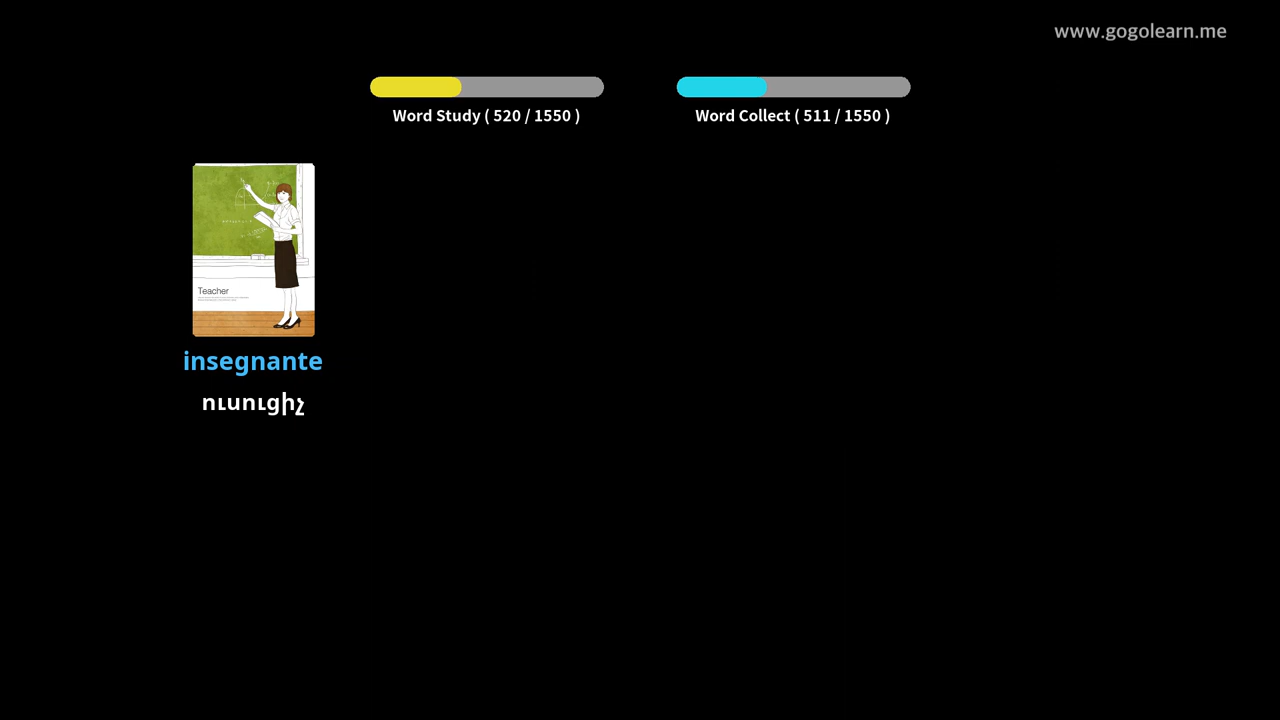 www.gogolearn.me
Word Study ( 520 / 1550 )
Word Collect ( 511 / 1550 )
Teacher
insegnante
ուսուցիչ